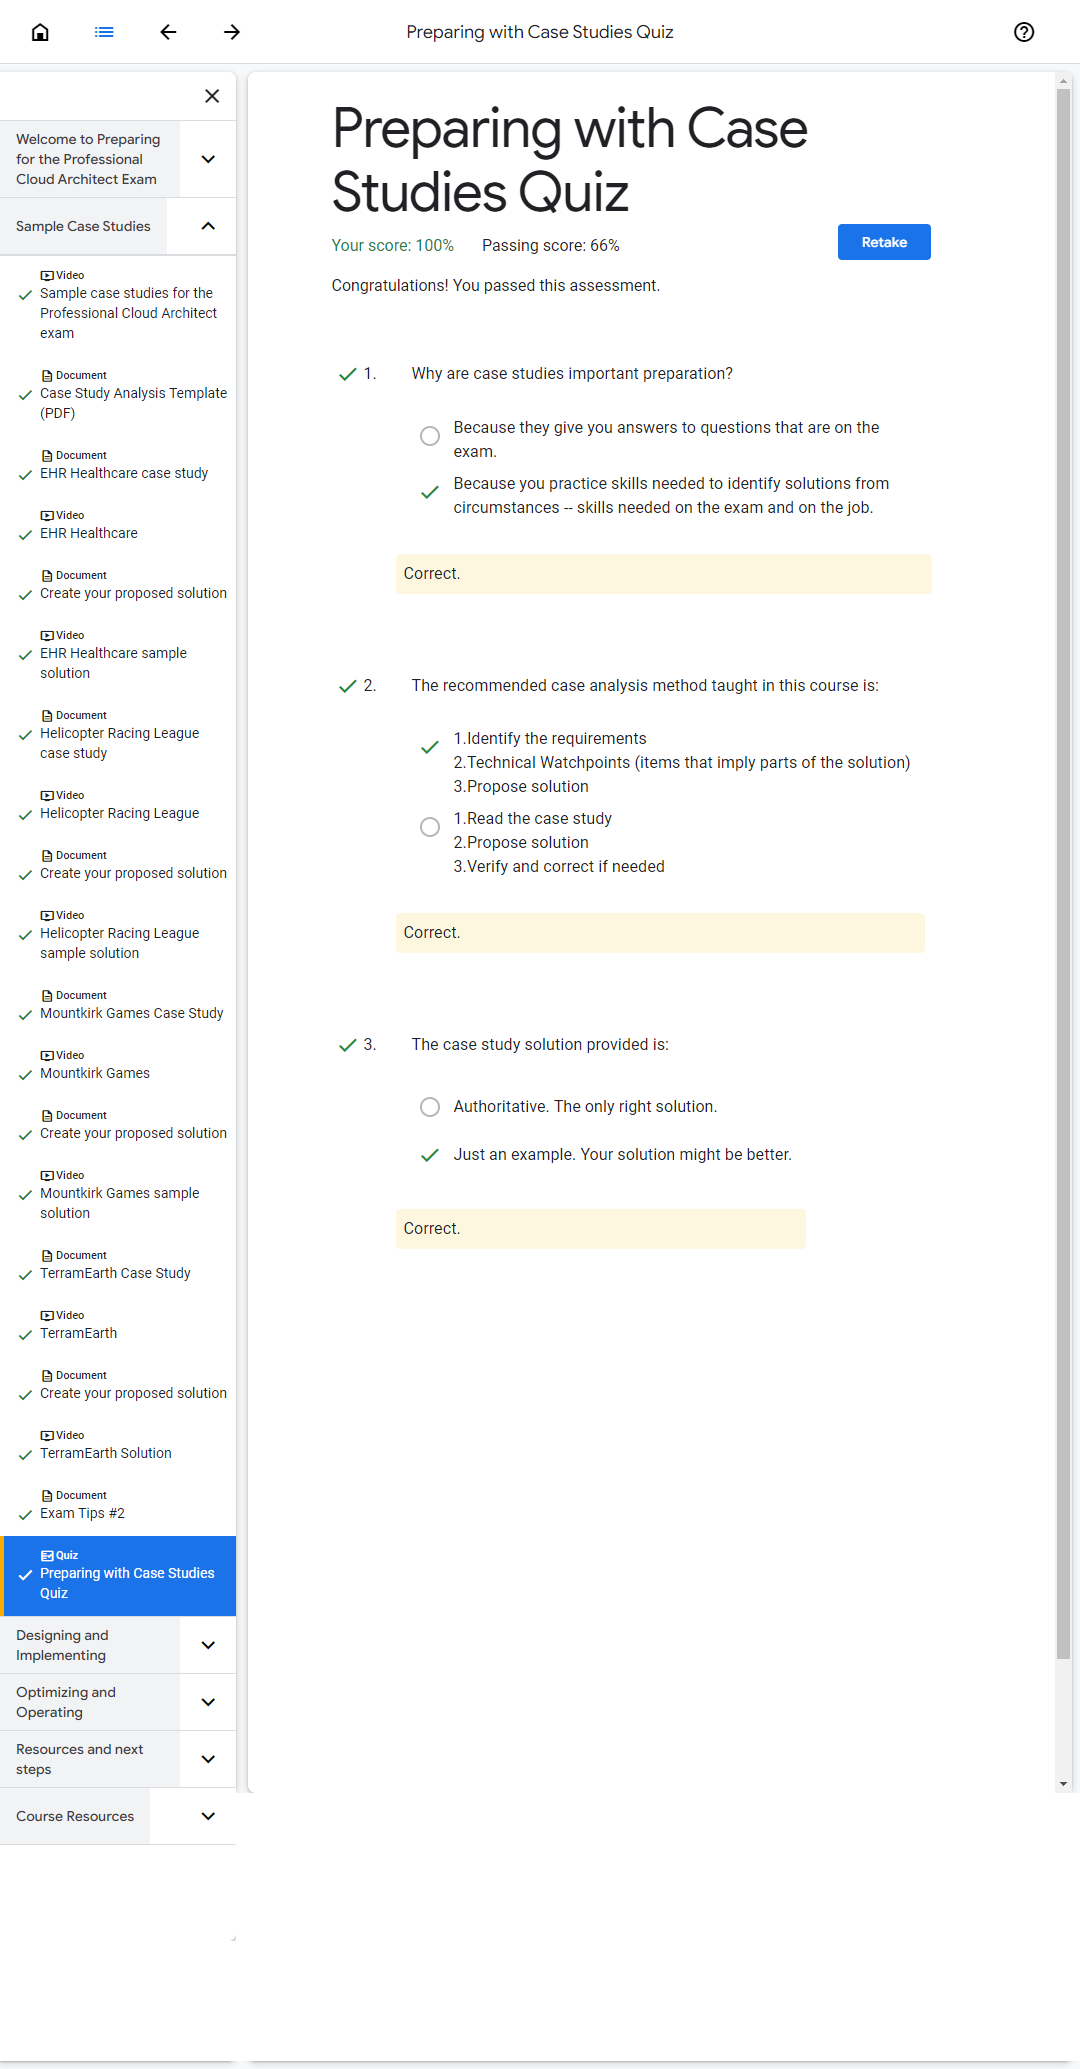 Preparing with Case Studies Quiz
Welcome to Preparing
for the Professional
Cloud Architect Exam
Sample Case Studies
Video
Sample case studies for the
Professional Cloud Architect
exam
Document
Case Study Analysis Template
(PDF)
Document
EHR Healthcare case study
Video
EHR Healthcare
Document
Create your proposed solution
Video
EHR Healthcare sample
solution
Document
Helicopter Racing League
case study
Video
Helicopter Racing League
Document
Create your proposed solution
Video
Helicopter Racing League
sample solution
Document
Mountkirk Games Case Study
Video
Mountkirk Games
Document
Create your proposed solution
Video
Mountkirk Games sample
solution
Document
TerramEarth Case Study
Video
TerramEarth
Document
Create your proposed solution
Video
TerramEarth Solution
Document
Exam Tips #2
Quiz
Preparing with Case Studies
Quiz
Designing and
Implementing
Optimizing and
Operating
Resources and next
steps
Course Resources
Preparing with Case
Studies Quiz
Your score: 100% Passing score: 66%
Retake
Congratulations! You passed this assessment.
1. Why are case studies important preparation?
Because they give you answers to questions that are on the
exam.
Because you practice skills needed to identify solutions from
circumstances -- skills needed on the exam and on the job.
Correct.
2. The recommended case analysis method taught in this course is:
1.Identify the requirements
2.Technical Watchpoints (items that imply parts of the solution)
3.Propose solution
1.Read the case study
2.Propose solution
3.Verify and correct if needed
Correct.
3. The case study solution provided is:
Authoritative. The only right solution.
Just an example. Your solution might be better.
Correct.